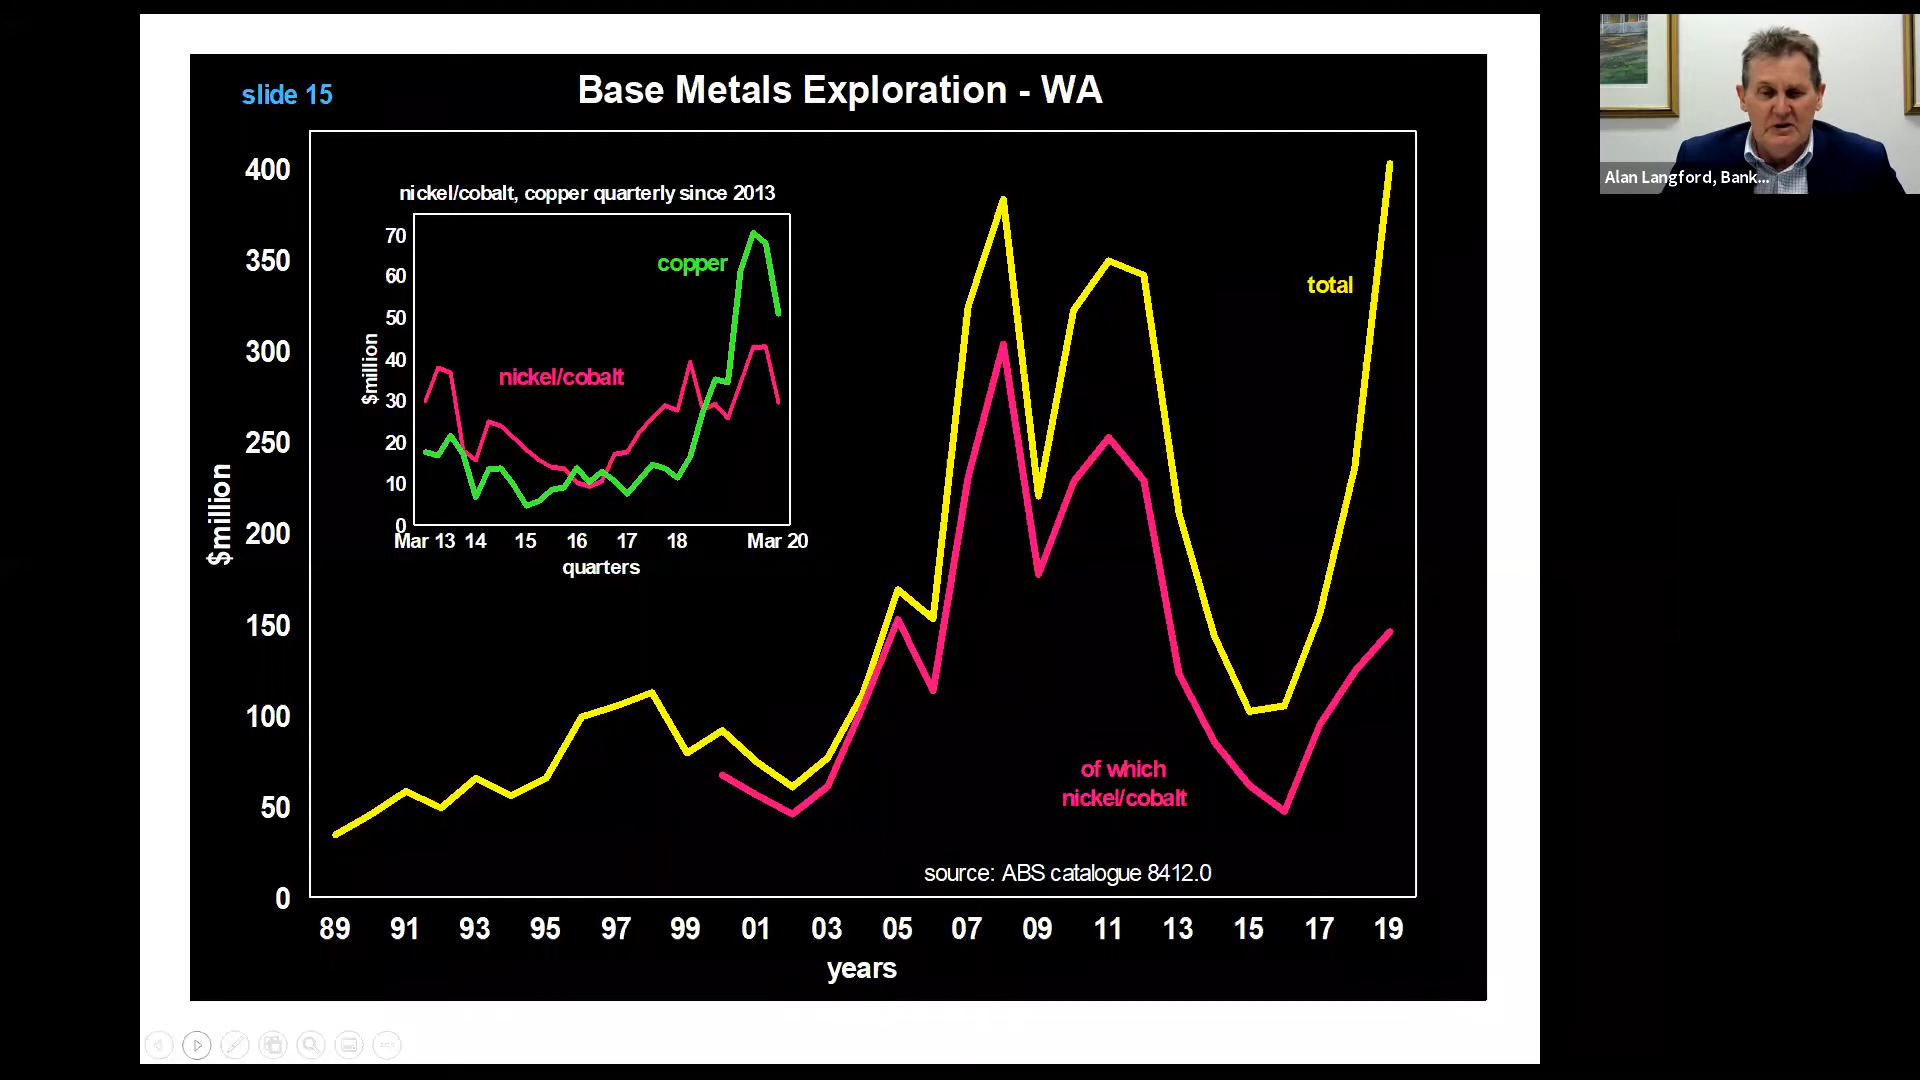 slide 15
Base Metals Exploration - WA
Alan Langford, Bank...
400
350
300
250
200
150
100
50
0
$million
nickel/cobalt, copper quarterly since 2013
70
60
50
40
30
20
10
0
$million
copper
nickel/cobalt
Mar 13 14 15 16 17 18 Mar 20
quarters
total
of which
nickel/cobalt
source: ABS catalogue 8412.0
89 91 93 95 97 99 01 03 05 07 09 11 13 15 17 19
years